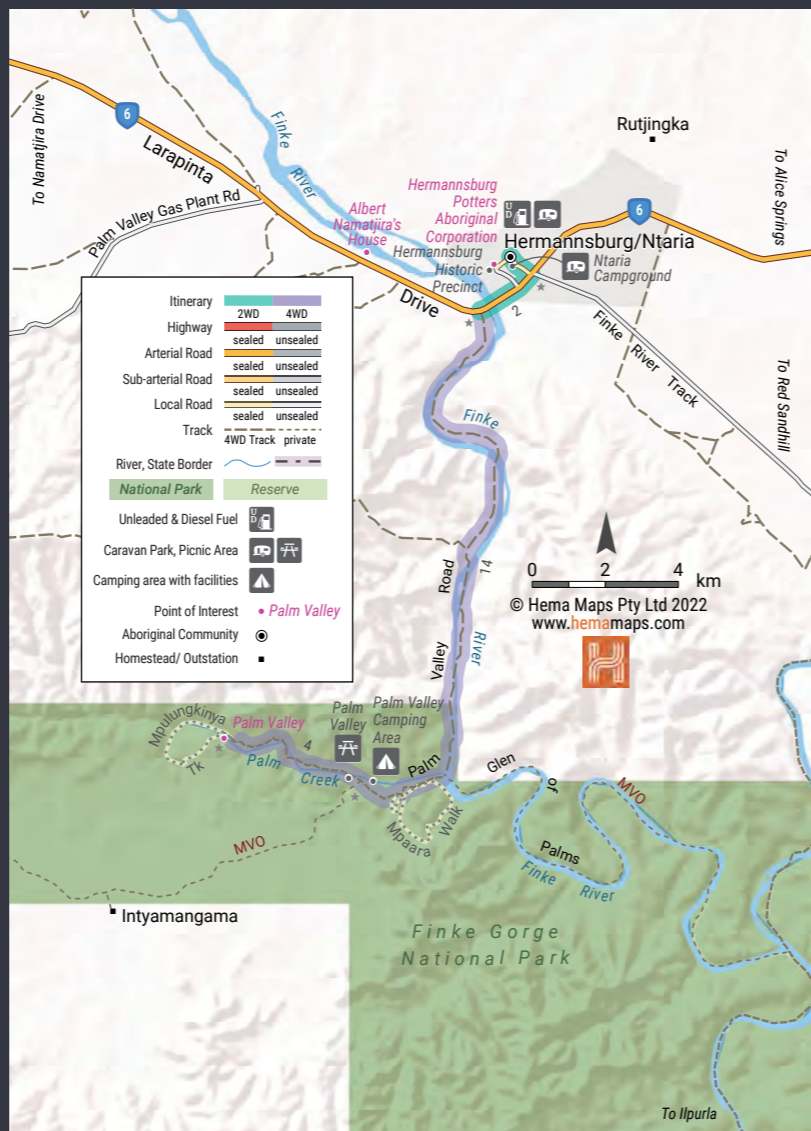 To Namatjira Drive
6
Larapinta
Drive
Palm Valley Gas Plant Rd
Finke
River
Albert
Namatjira's
House
Hermannsburg
Potters
Aboriginal
Corporation
U
D
Rutjingka
6
To Alice Springs
Hermannsburg/Ntaria
Hermannsburg
Historic
Precinct
Ntaria
Campground
2
Finke River Track
To Red Sandhill
Itinerary
2WD 4WD
Highway
sealed unsealed
Arterial Road
sealed unsealed
Sub-arterial Road
sealed unsealed
Local Road
sealed unsealed
Track
4WD Track private
River, State Border
National Park Reserve
Unleaded & Diesel Fuel
U
D
Caravan Park, Picnic Area
Camping area with facilities
Point of Interest Palm Valley
Aboriginal Community
Homestead/ Outstation
Finke
River
Palm Valley Road
14
0 2 4 km
© Hema Maps Pty Ltd 2022
www.hemamaps.com
H
Mpulungkinya
Tk
Palm Valley
4
Palm Creek
Palm
Valley
Palm Valley
Camping
Area
Mpaara Walk
MVO
Glen of Palms
Finke River
MVO
Intyamangama
Finke Gorge
National Park
To Ilpurla